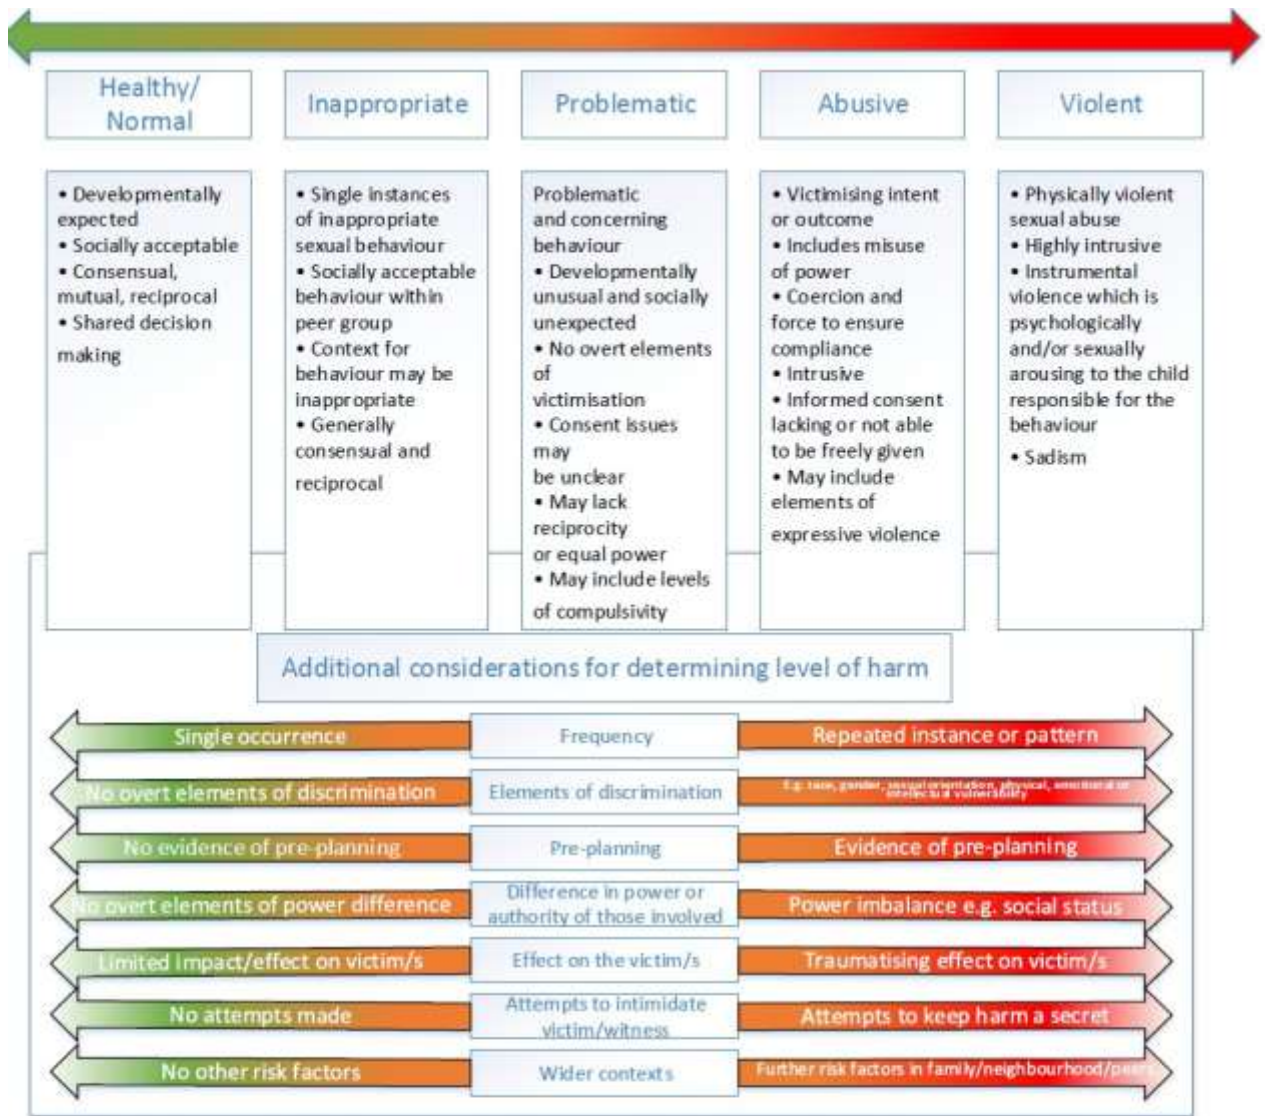 Healthy/
Normal
Inappropriate
Problematic
Abusive
Violent
• Developmentally
expected
• Socially acceptable
• Consensual,
mutual, reciprocal
• Shared decision
making
• Single instances
of inappropriate
sexual behaviour
• Socially acceptable
behaviour within
peer group
• Context for
behaviour may be
inappropriate
• Generally
consensual and
reciprocal
Problematic
and concerning
behaviour
• Developmentally
unusual and socially
unexpected
• No overt elements
of
victimisation
• Consent issues
may
be unclear
• May lack
reciprocity
or equal power
• May include levels
of compulsivity
• Victimising intent
or outcome
• Includes misuse
of power
• Coercion and
force to ensure
compliance
• Intrusive
• Informed consent
lacking or not able
to be freely given
• May include
elements of
expressive violence
• Physically violent
sexual abuse
• Highly intrusive
• Instrumental
violence which is
psychologically
and/or sexually
arousing to the child
responsible for the
behaviour
• Sadism
Additional considerations for determining level of harm
Single occurrence
Frequency
Repeated instance or pattern
No overt elements of discrimination
Elements of discrimination
E.g. race, gender, sexual orientation, physical, emotional or
intellectual vulnerability
No evidence of pre-planning
Pre-planning
Evidence of pre-planning
No overt elements of power difference
Difference in power or
authority of those involved
Power imbalance e.g. social status
Limited impact/effect on victim/s
Effect on the victim/s
Traumatising effect on victim/s
No attempts made
Attempts to intimidate
victim/witness
Attempts to keep harm a secret
No other risk factors
Wider contexts
Further risk factors in family/neighbourhood/peers